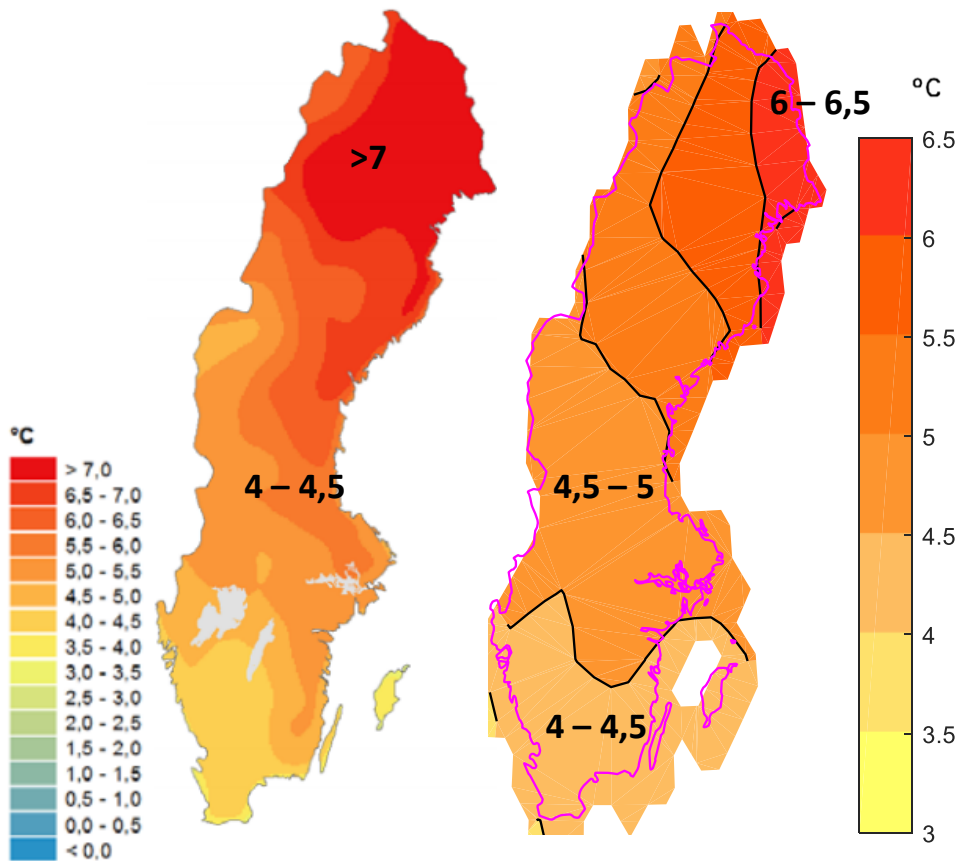 ºC
> 7,0
6.5 - 7,0
6.0 - 6,5
5,5 - 6,0
5,0 - 5,5
4,5 - 5,0
4,0 - 4,5
3,5 - 4,0
3,0 - 3,5
2,5 - 3,0
2,0 - 2,5
1,5 - 2,0
1,0 - 1,5
0,5 - 1,0
0,0 - 0,5
< 0,0
>7
4 – 4,5
6 – 6,5
4,5 – 5
4 – 4,5
ºC
6.5
6
5.5
5
4.5
4
3.5
3